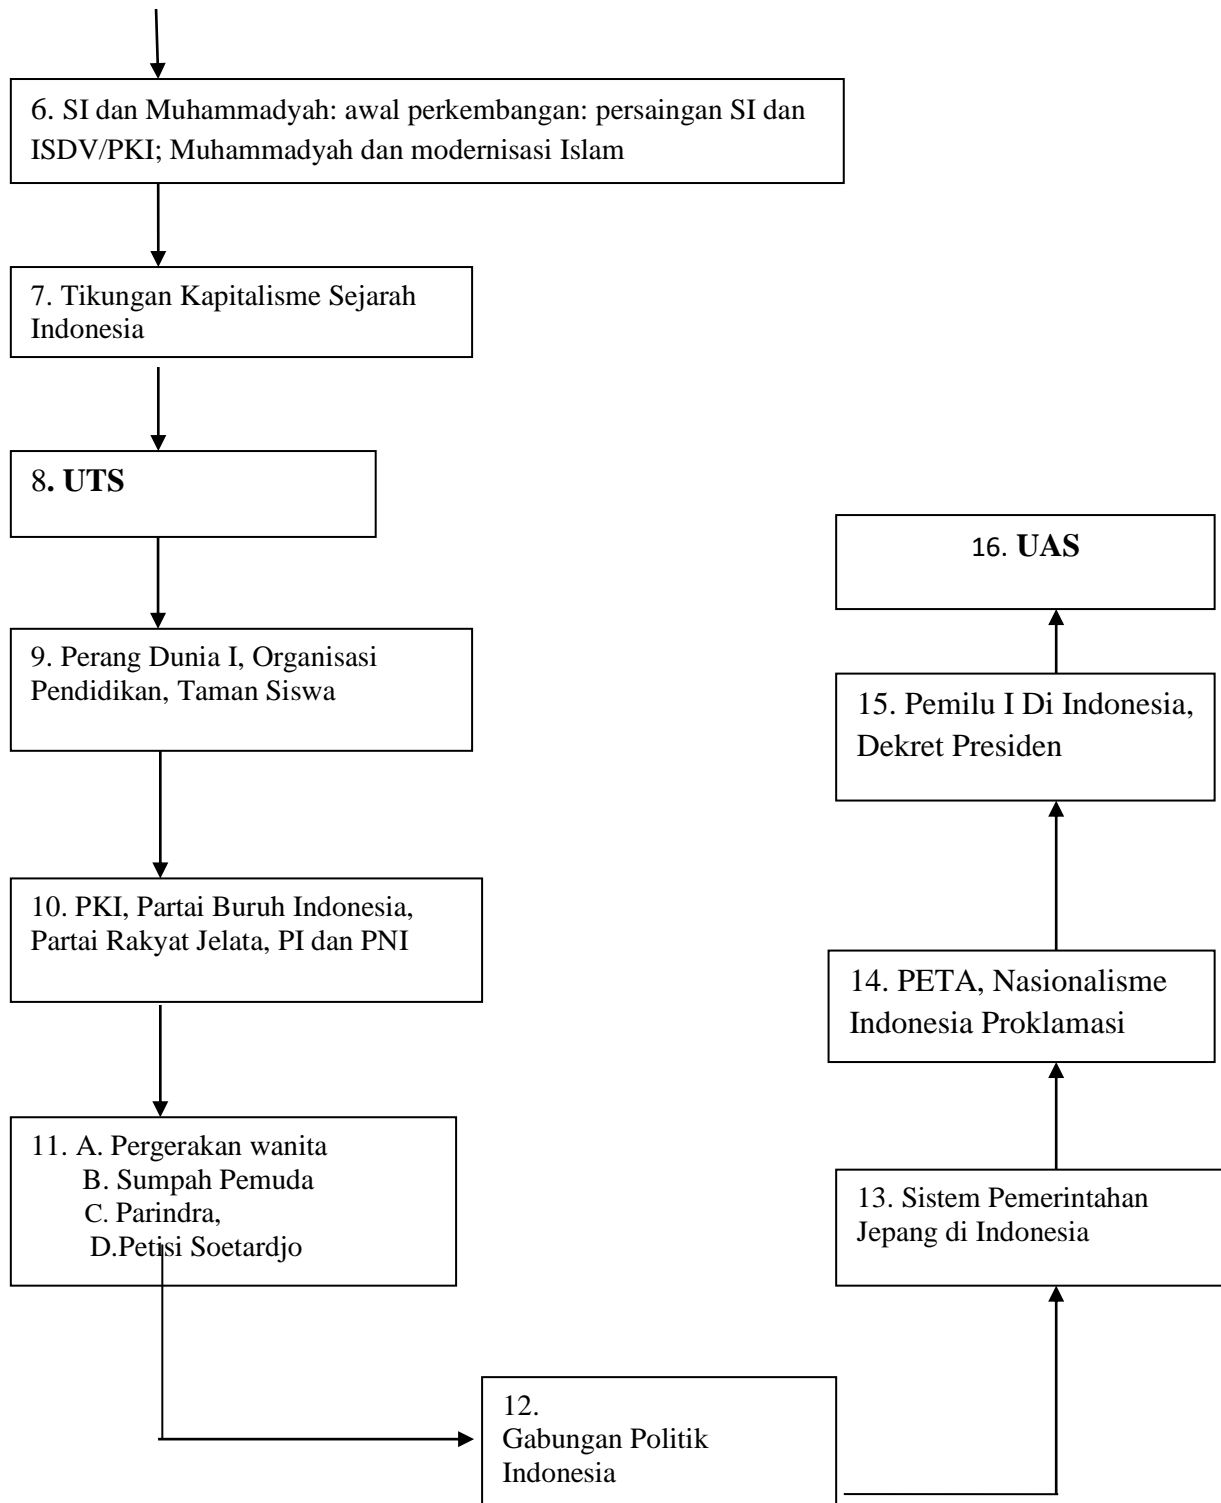 6. SI dan Muhammadyah: awal perkembangan: persaingan SI dan
ISDV/PKI; Muhammadyah dan modernisasi Islam
7. Tikungan Kapitalisme Sejarah
Indonesia
8. UTS
9. Perang Dunia I, Organisasi
Pendidikan, Taman Siswa
10. PKI, Partai Buruh Indonesia,
Partai Rakyat Jelata, PI dan PNI
11. A. Pergerakan wanita
B. Sumpah Pemuda
C. Parindra,
D.Petisi Soetardjo
12.
Gabungan Politik
Indonesia
13. Sistem Pemerintahan
Jepang di Indonesia
14. PETA, Nasionalisme
Indonesia Proklamasi
15. Pemilu I Di Indonesia,
Dekret Presiden
16. UAS